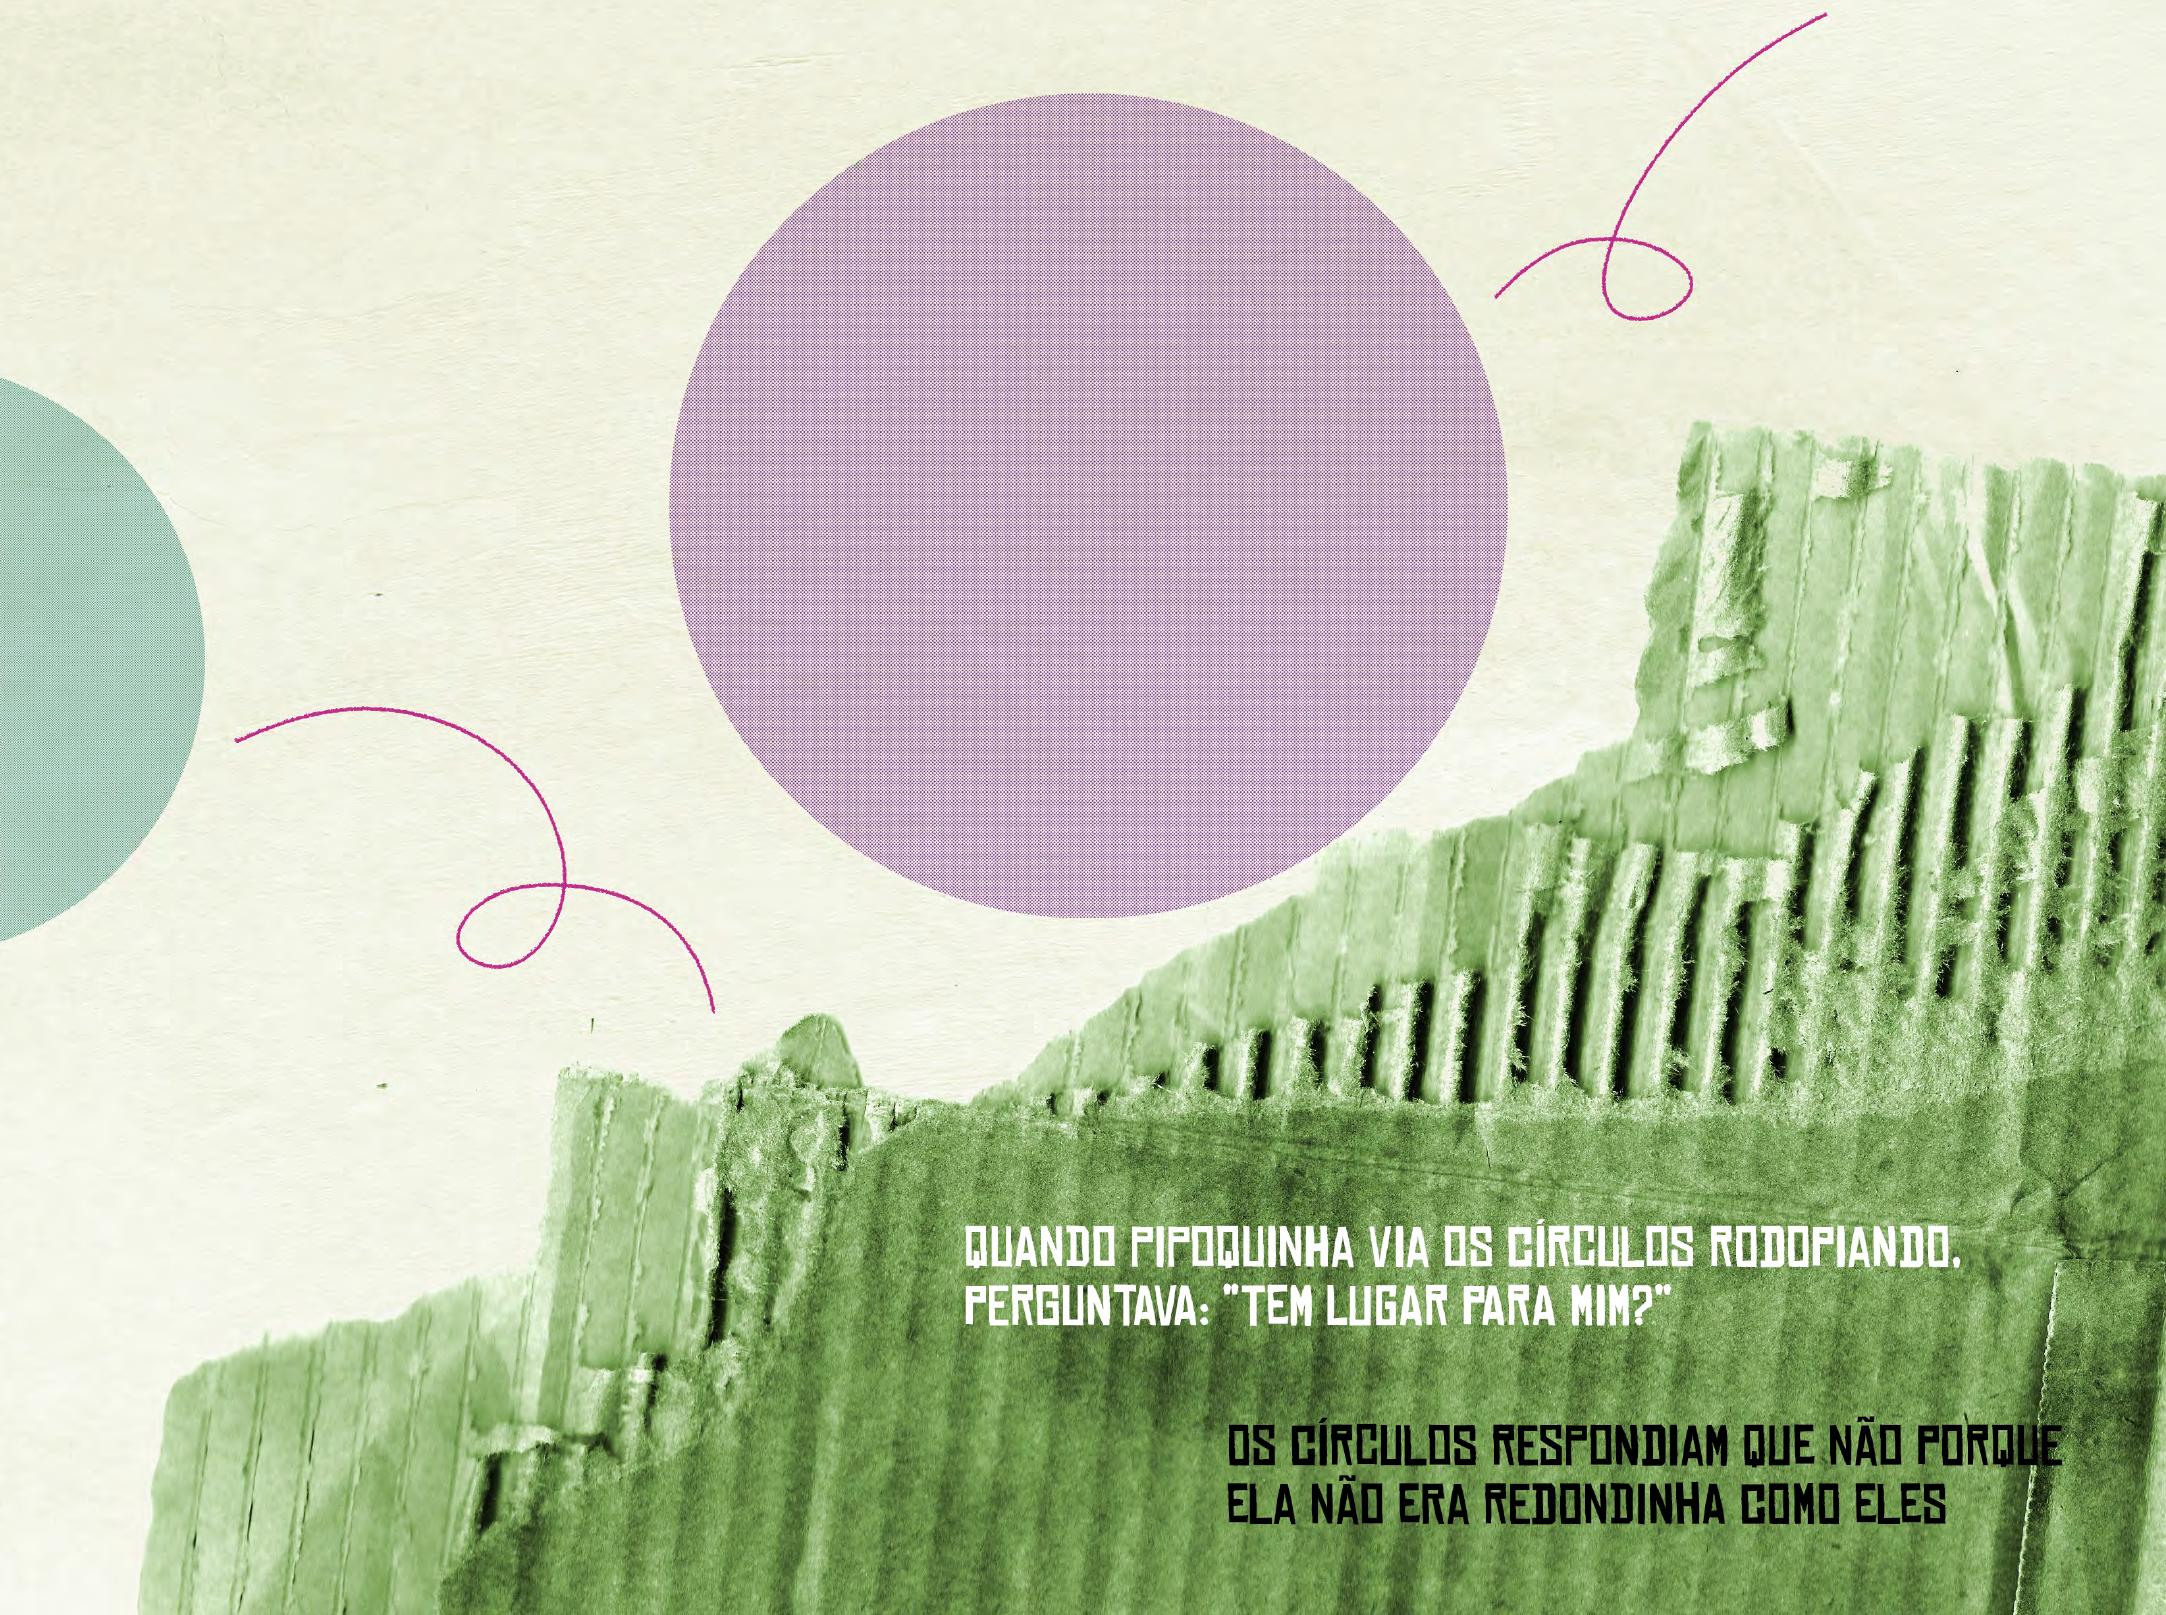 QUANDO PIPOQUINHA VIA OS CÍRCULOS RODOPIANDO,
PERGUNTAVA: "TEM LUGAR PARA MIM?"
OS CÍRCULOS RESPONDIAM QUE NÃO PORQUE
ELA NÃO ERA REDONDINHA COMO ELES